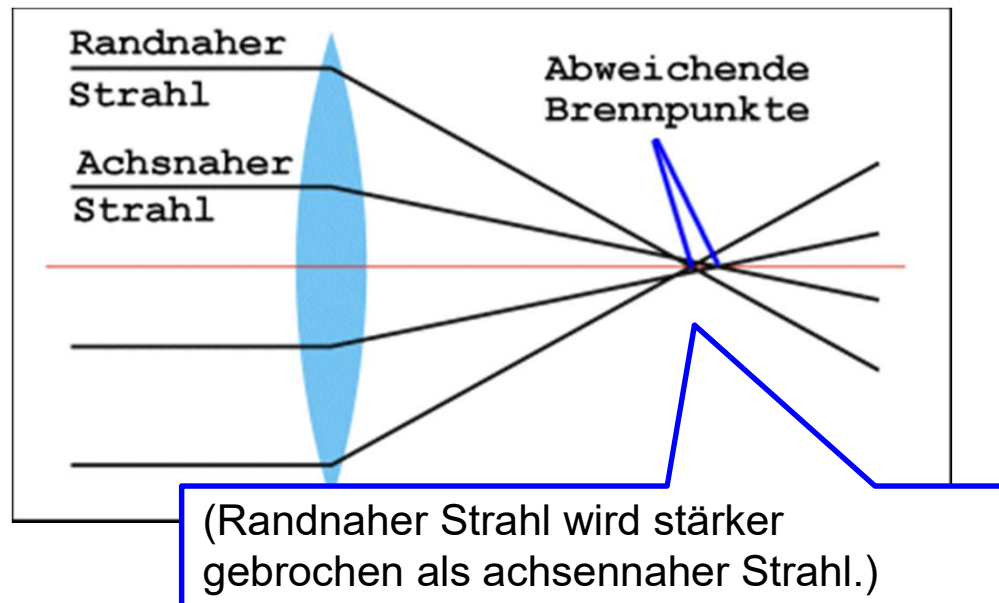 Randnaher
Strahl
Achsnaher
Strahl
Abweichende
Brennpunkte
(Randnaher Strahl wird stärker
gebrochen als achsennaher Strahl.)